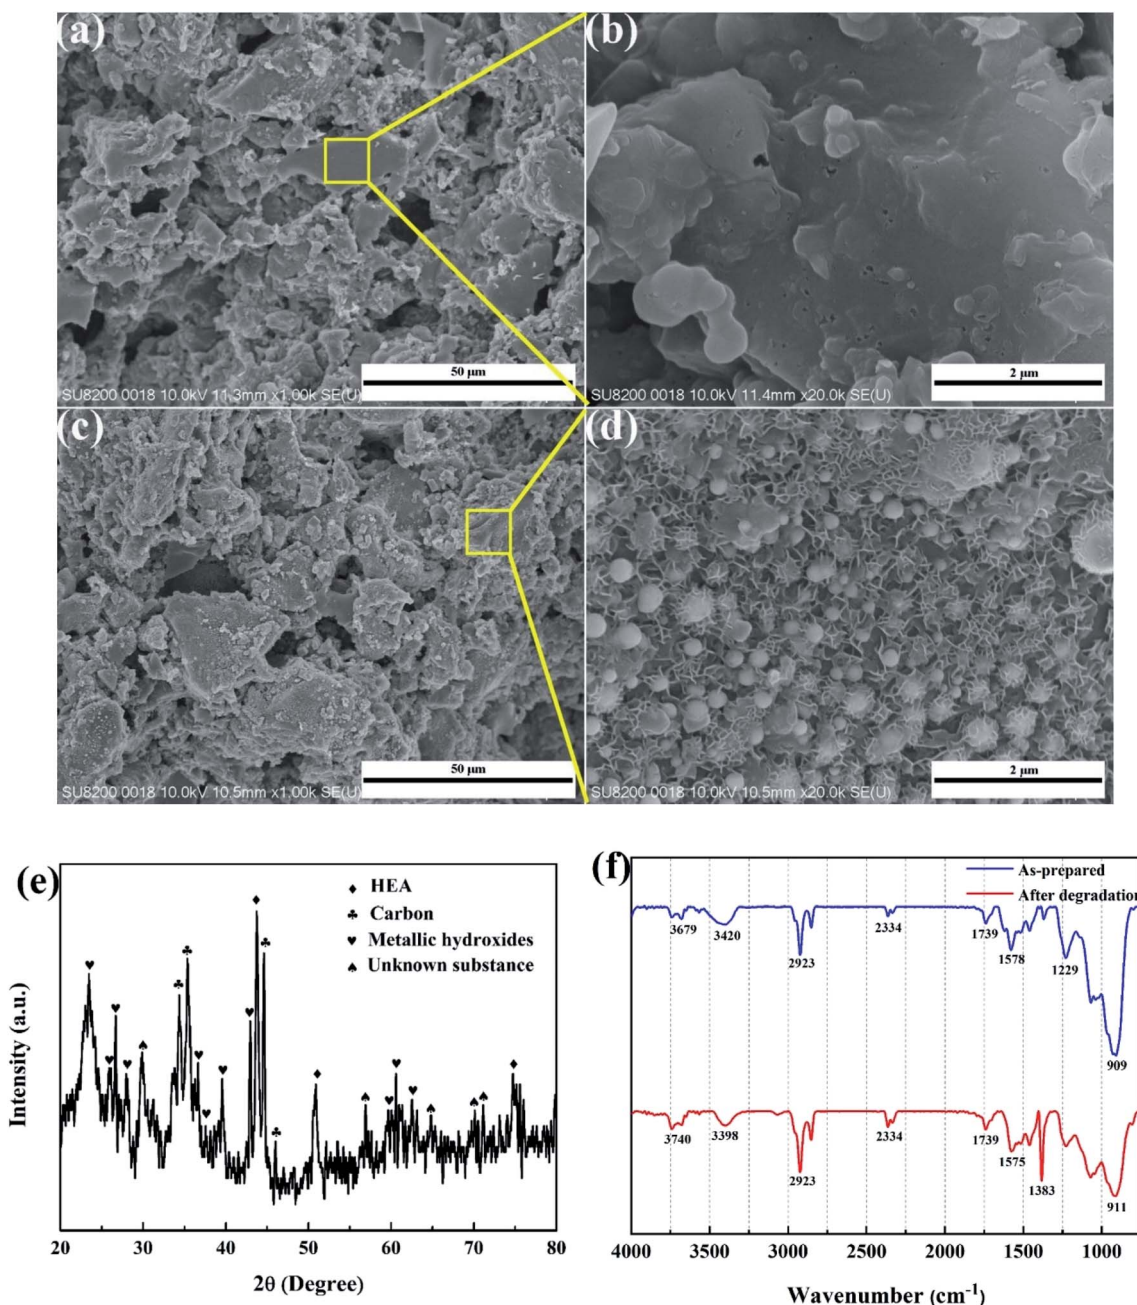 (a)
50 μm
SU8200 0018 10.0kV 11.3mm x1.00k SE(U)
(b)
2 μm
SU8200 0018 10.0kV 11.4mm x20.0k SE(U)
(c)
50 μm
SU8200 0018 10.0kV 10.5mm x1.00k SE(U)
(d)
2 μm
SU8200 0018 10.0kV 10.5mm x20.0k SE(U)
(e)
♦ HEA
♣ Carbon
♥ Metallic hydroxides
♠ Unknown substance
Intensity (a.u.)
20 30 40 50 60 70 80
2θ (Degree)
(f)
As-prepared
After degradation
3679 3420 2923 2334 1739 1578 1229 909
3740 3398 2923 2334 1739 1575 1383 911
4000 3500 3000 2500 2000 1500 1000
Wavenumber (cm⁻¹)